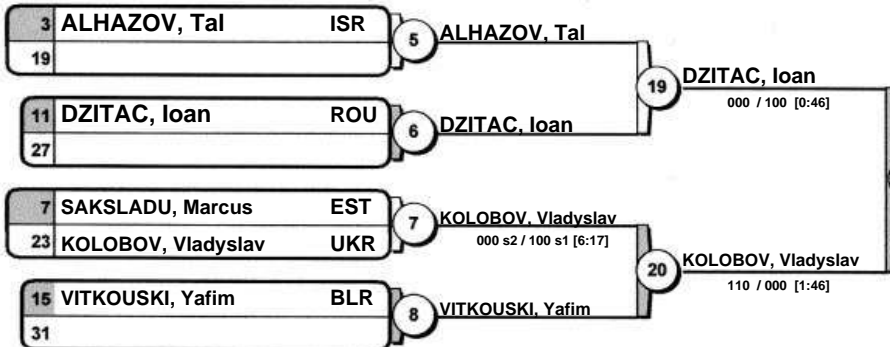 3 ALHAZOV, Tal ISR
19
5 ALHAZOV, Tal
11 DZITAC, Ioan ROU
27
6 DZITAC, Ioan
19 DZITAC, Ioan
000 / 100 [0:46]
7 SAKSLADU, Marcus EST
23 KOLOBOV, Vladyslav UKR
7 KOLOBOV, Vladyslav
000 s2 / 100 s1 [6:17]
15 VITKOUSKI, Yafim BLR
31
8 VITKOUSKI, Yafim
20 KOLOBOV, Vladyslav
110 / 000 [1:46]